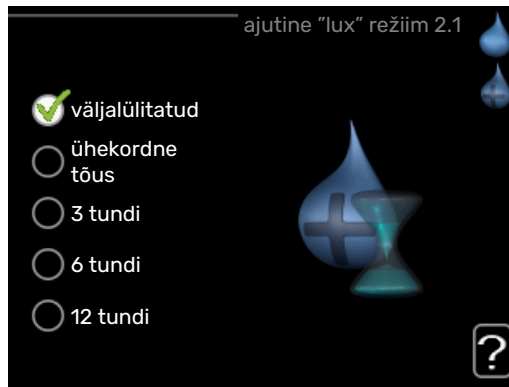 ajutine ”lux” režiim 2.1
väljalülitatud
ühekordne
tõus
3 tundi
6 tundi
12 tundi
?